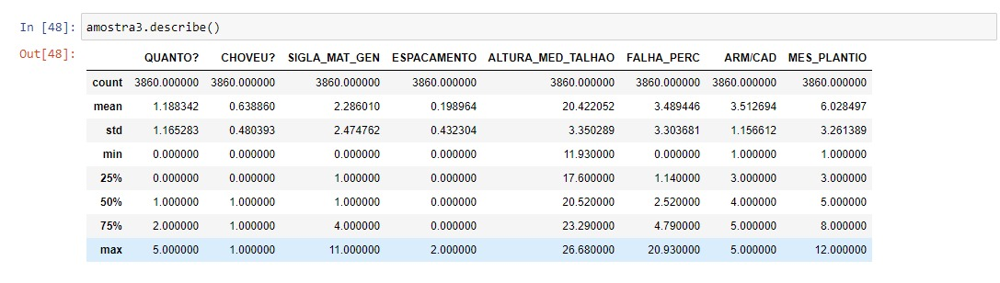 In [48]: amostra3.describe()
Out[48]:
QUANTO? CHOVEU? SIGLA_MAT_GEN ESPACAMENTO ALTURA_MED_TALHAO FALHA_PERC ARM/CAD MES_PLANTIO
count 3860.000000 3860.000000 3860.000000 3860.000000 3860.000000 3860.000000 3860.000000 3860.000000
mean 1.188342 0.638860 2.286010 0.198964 20.422052 3.489446 3.512694 6.028497
std 1.165283 0.480393 2.474762 0.432304 3.350289 3.303681 1.156612 3.261389
min 0.000000 0.000000 0.000000 0.000000 11.930000 0.000000 1.000000 1.000000
25% 0.000000 0.000000 1.000000 0.000000 17.600000 1.140000 3.000000 3.000000
50% 1.000000 1.000000 1.000000 0.000000 20.520000 2.520000 4.000000 5.000000
75% 2.000000 1.000000 4.000000 0.000000 23.290000 4.790000 5.000000 8.000000
max 5.000000 1.000000 11.000000 2.000000 26.680000 20.930000 5.000000 12.000000